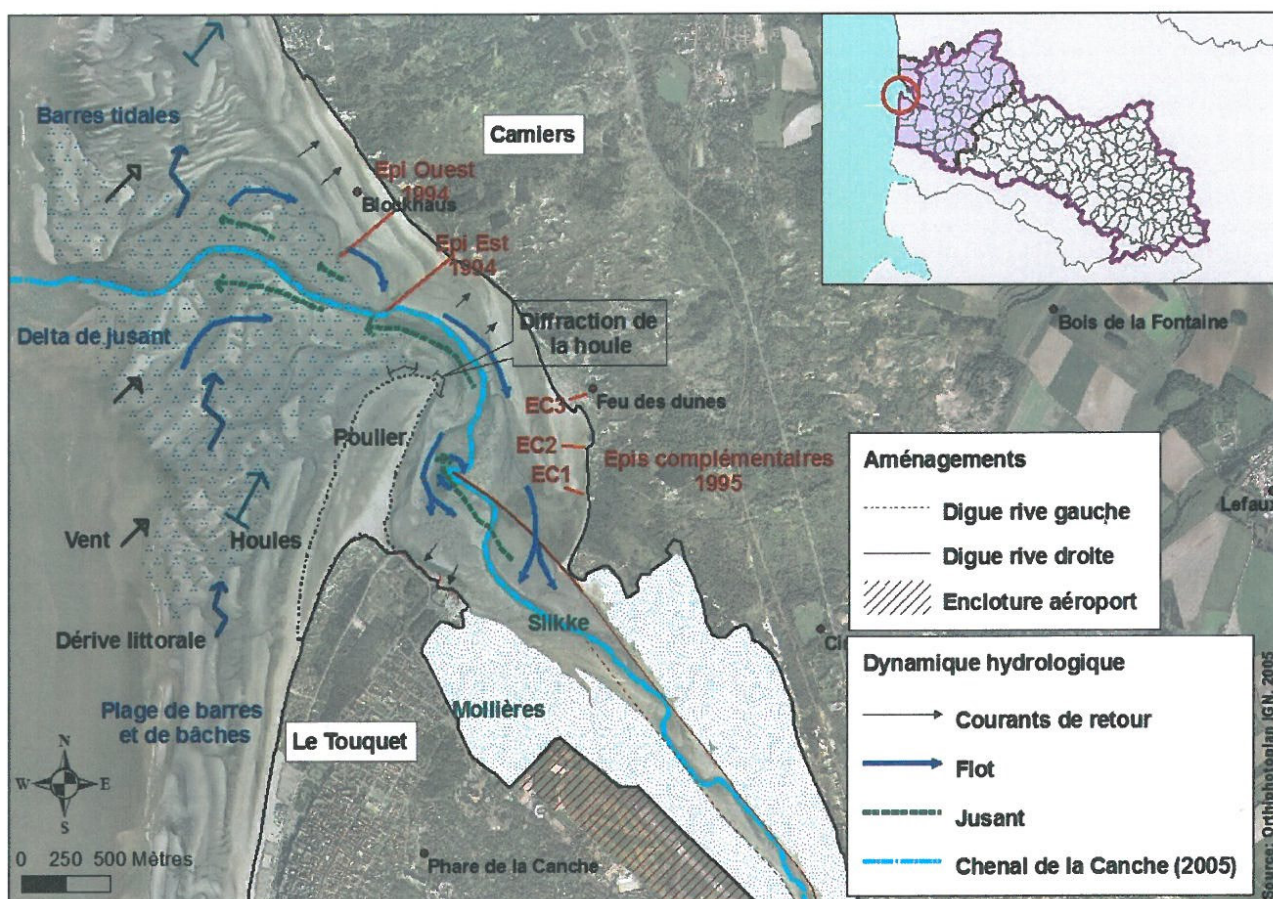 Barres tidales
Camiers
Epi Ouest
1994
Blockhaus
Epi Est
1994
Delta de jusant
Diffraction de
la houle
Bois de la Fontaine
EC3
Feu des dunes
Poulier
EC2
EC1
Epis complémentaires
1995
Lefaux
Vent
Houles
Dérive littorale
Slikke
Plage de barres
et de bâches
Mollières
Le Touquet
N
W
E
S
0 250 500 Mètres
Phare de la Canche
Aménagements
Digue rive gauche
Digue rive droite
Encloture aéroport
Dynamique hydrologique
Courants de retour
Flot
Jusant
Chenal de la Canche (2005)
Source: Orthophotoplan IGN, 2005